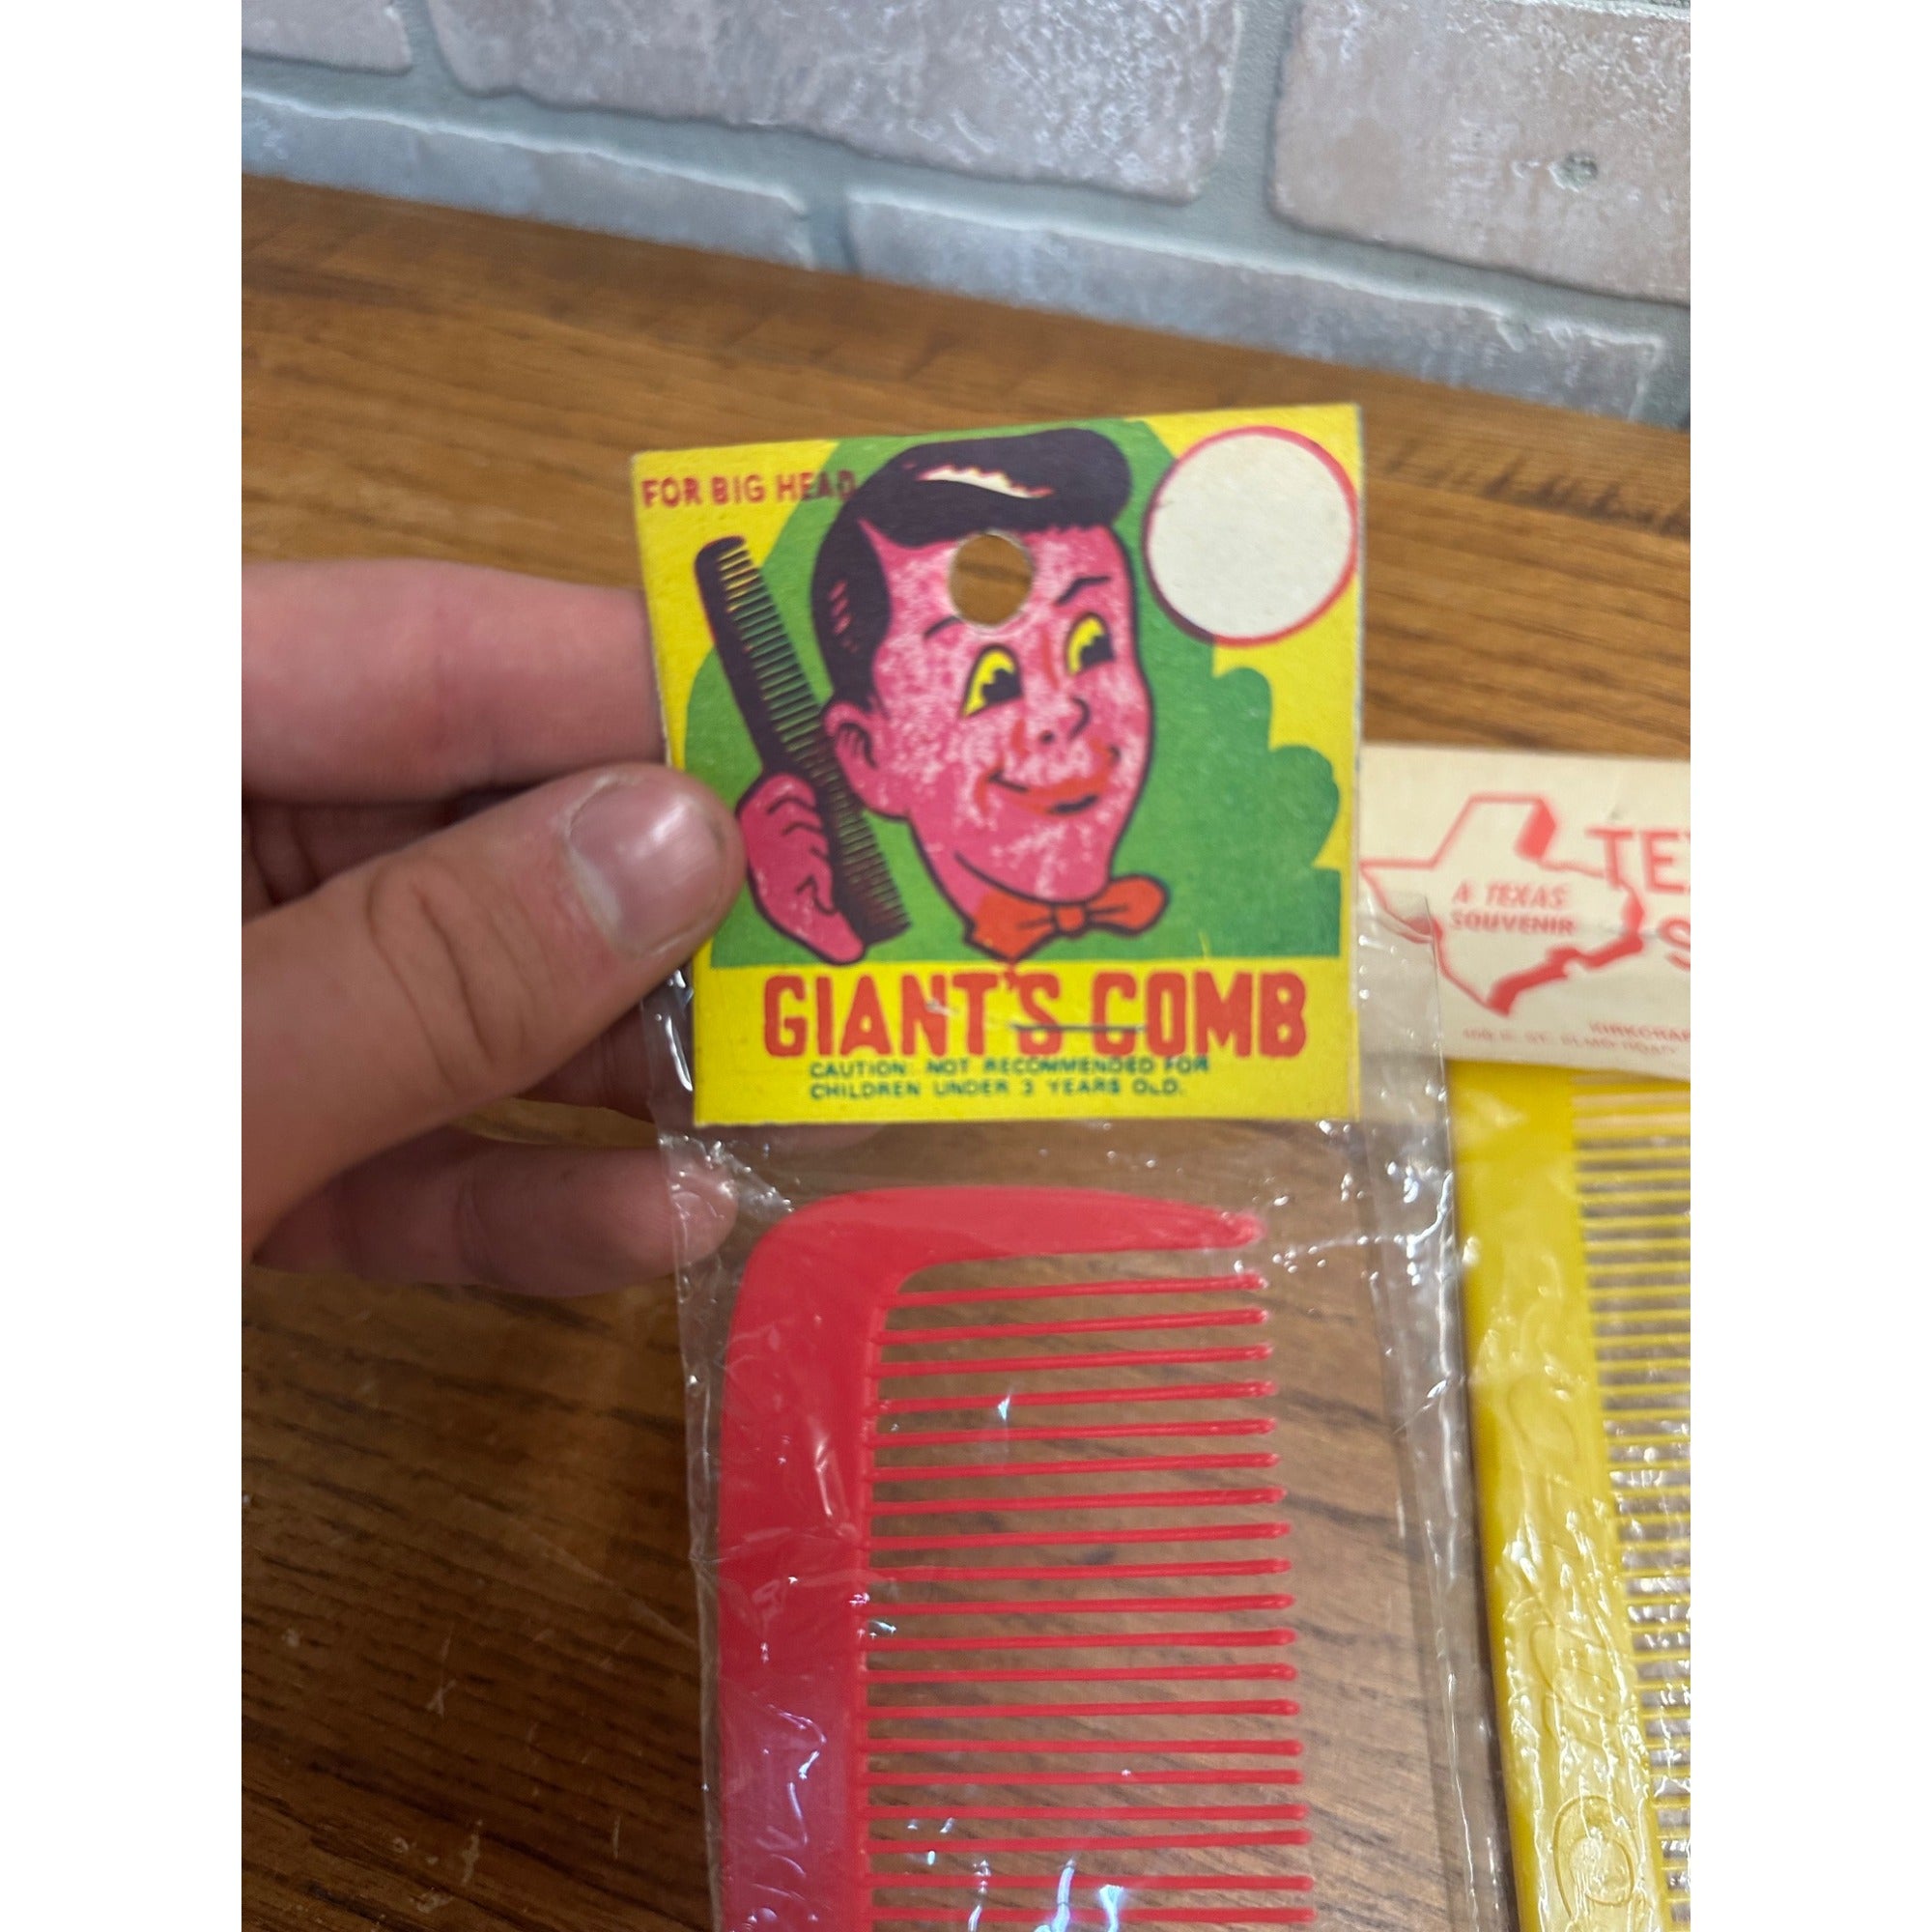 FOR BIG HEAD
GIANT'S COMB
CAUTION: NOT RECOMMENDED FOR
CHILDREN UNDER 3 YEARS OLD.
A TEXAS
SOUVENIR